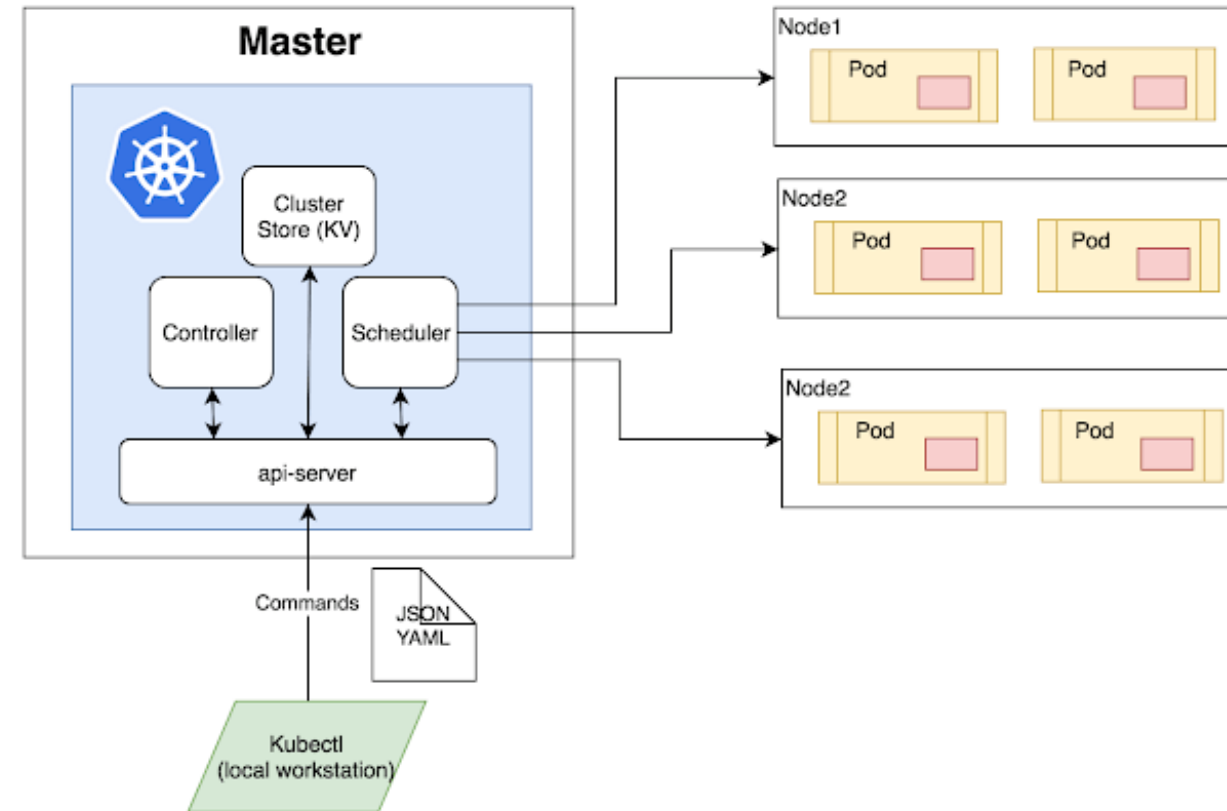 Master
Cluster
Store (KV)
Controller
Scheduler
api-server
Commands
JSON
YAML
Kubectl
(local workstation)
Node1
Pod
Pod
Node2
Pod
Pod
Node2
Pod
Pod